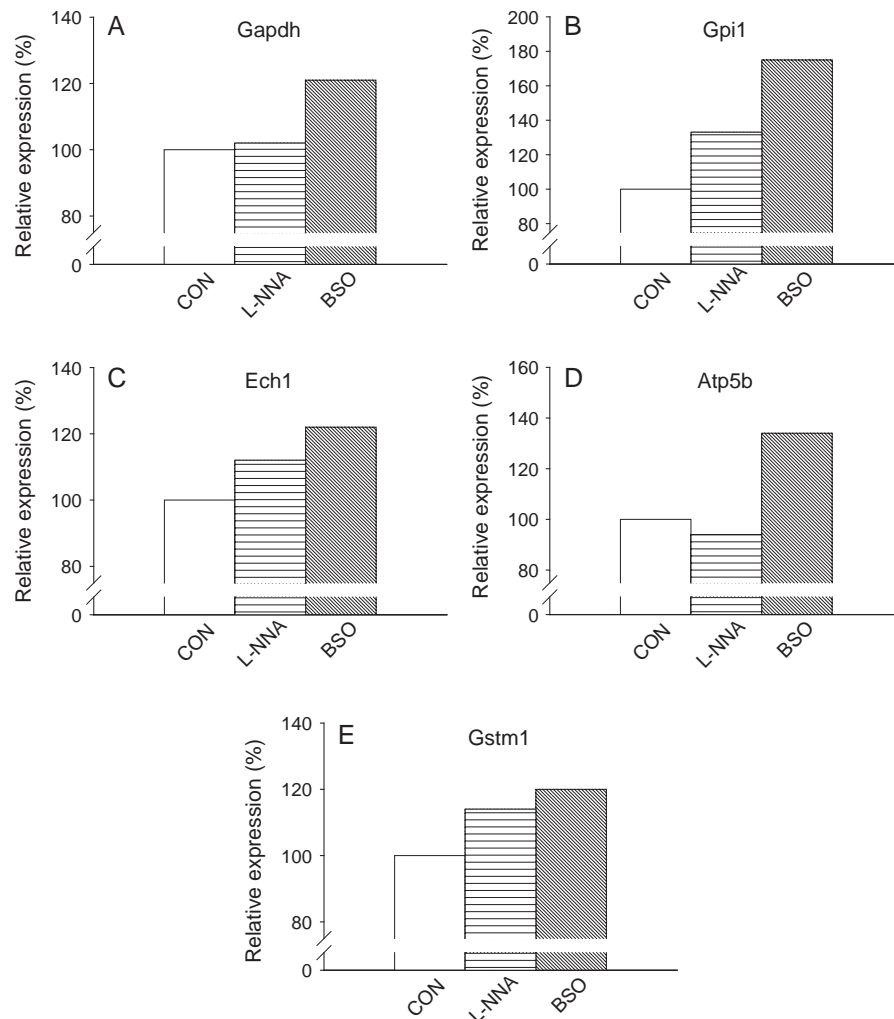 A
Gapdh
Relative expression (%)
140
120
100
80
0
CON
L-NNA
BSO
B
Gpi1
Relative expression (%)
200
180
160
140
120
100
80
0
CON
L-NNA
BSO
C
Ech1
Relative expression (%)
140
120
100
80
0
CON
L-NNA
BSO
D
Atp5b
Relative expression (%)
160
140
120
100
80
0
CON
L-NNA
BSO
E
Gstm1
Relative expression (%)
140
120
100
80
0
CON
L-NNA
BSO